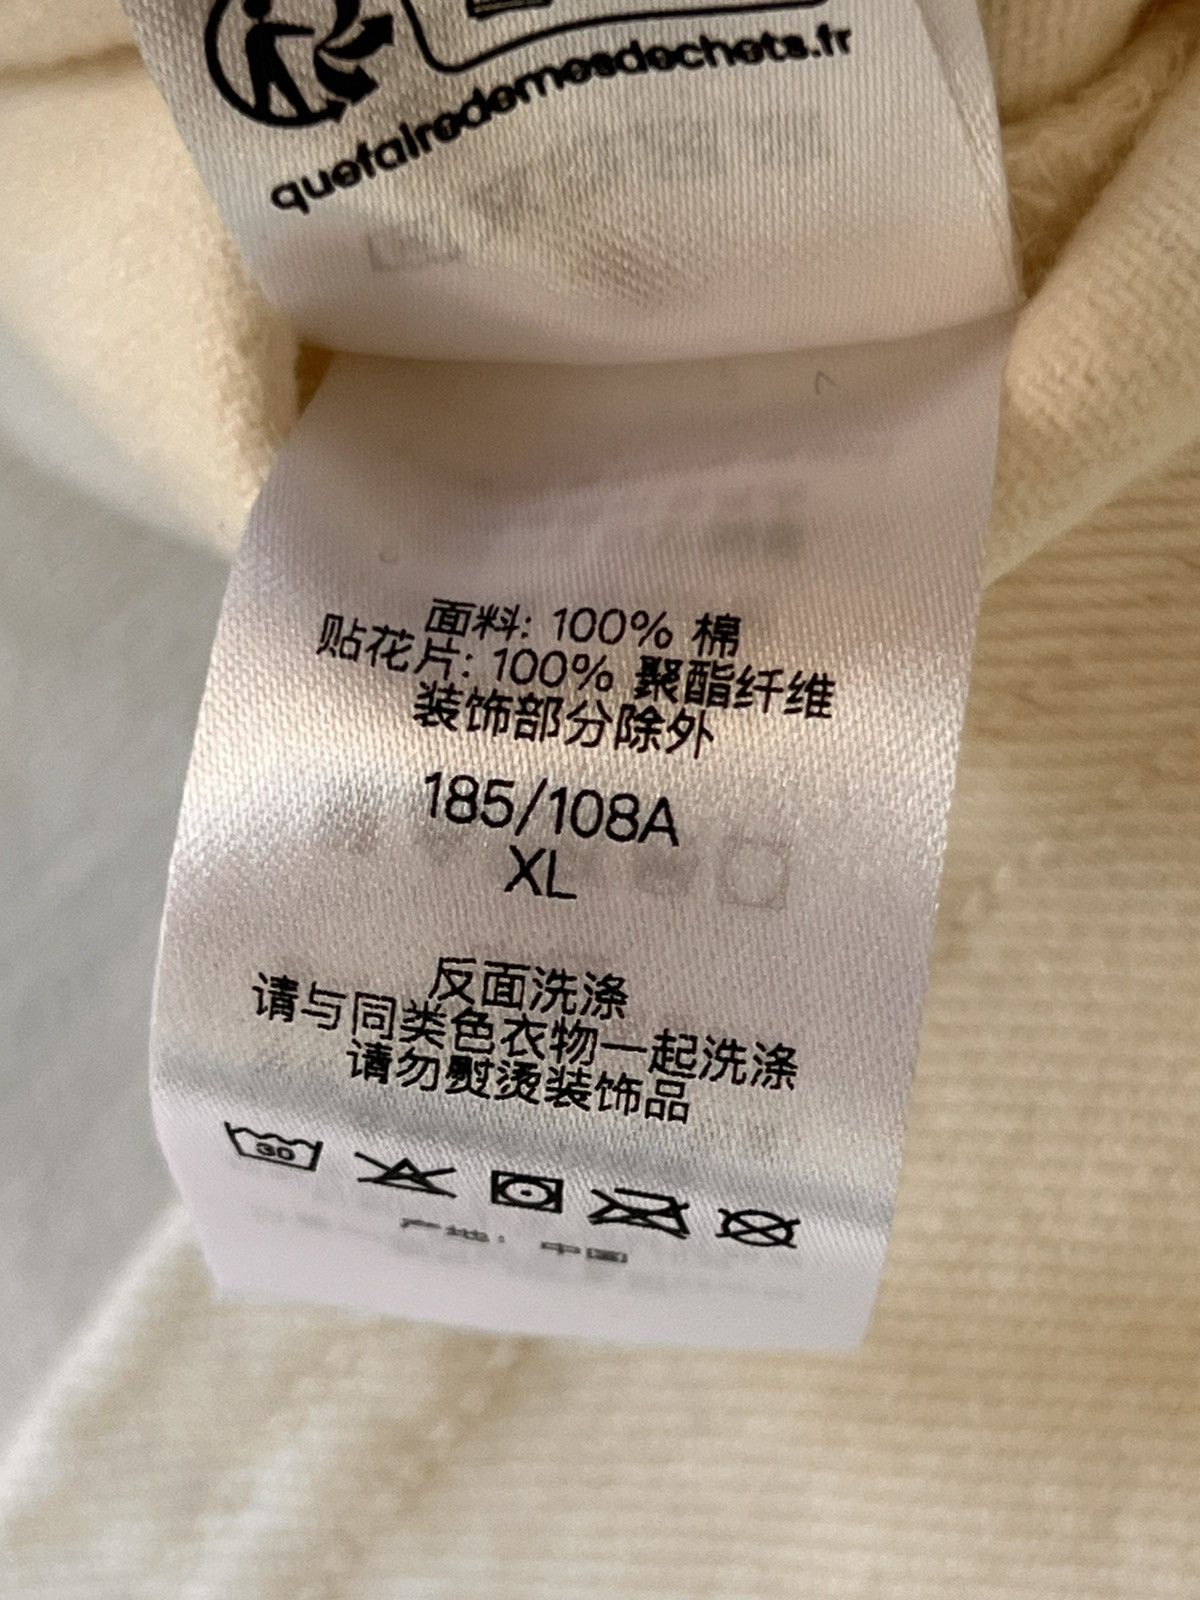 quefairedemesdechets.fr
面料: 100% 棉
贴花片: 100% 聚酯纤维
装饰部分除外
185/108A
XL
反面洗涤
请与同类色衣物一起洗涤
请勿熨烫装饰品
30
产地: 中国